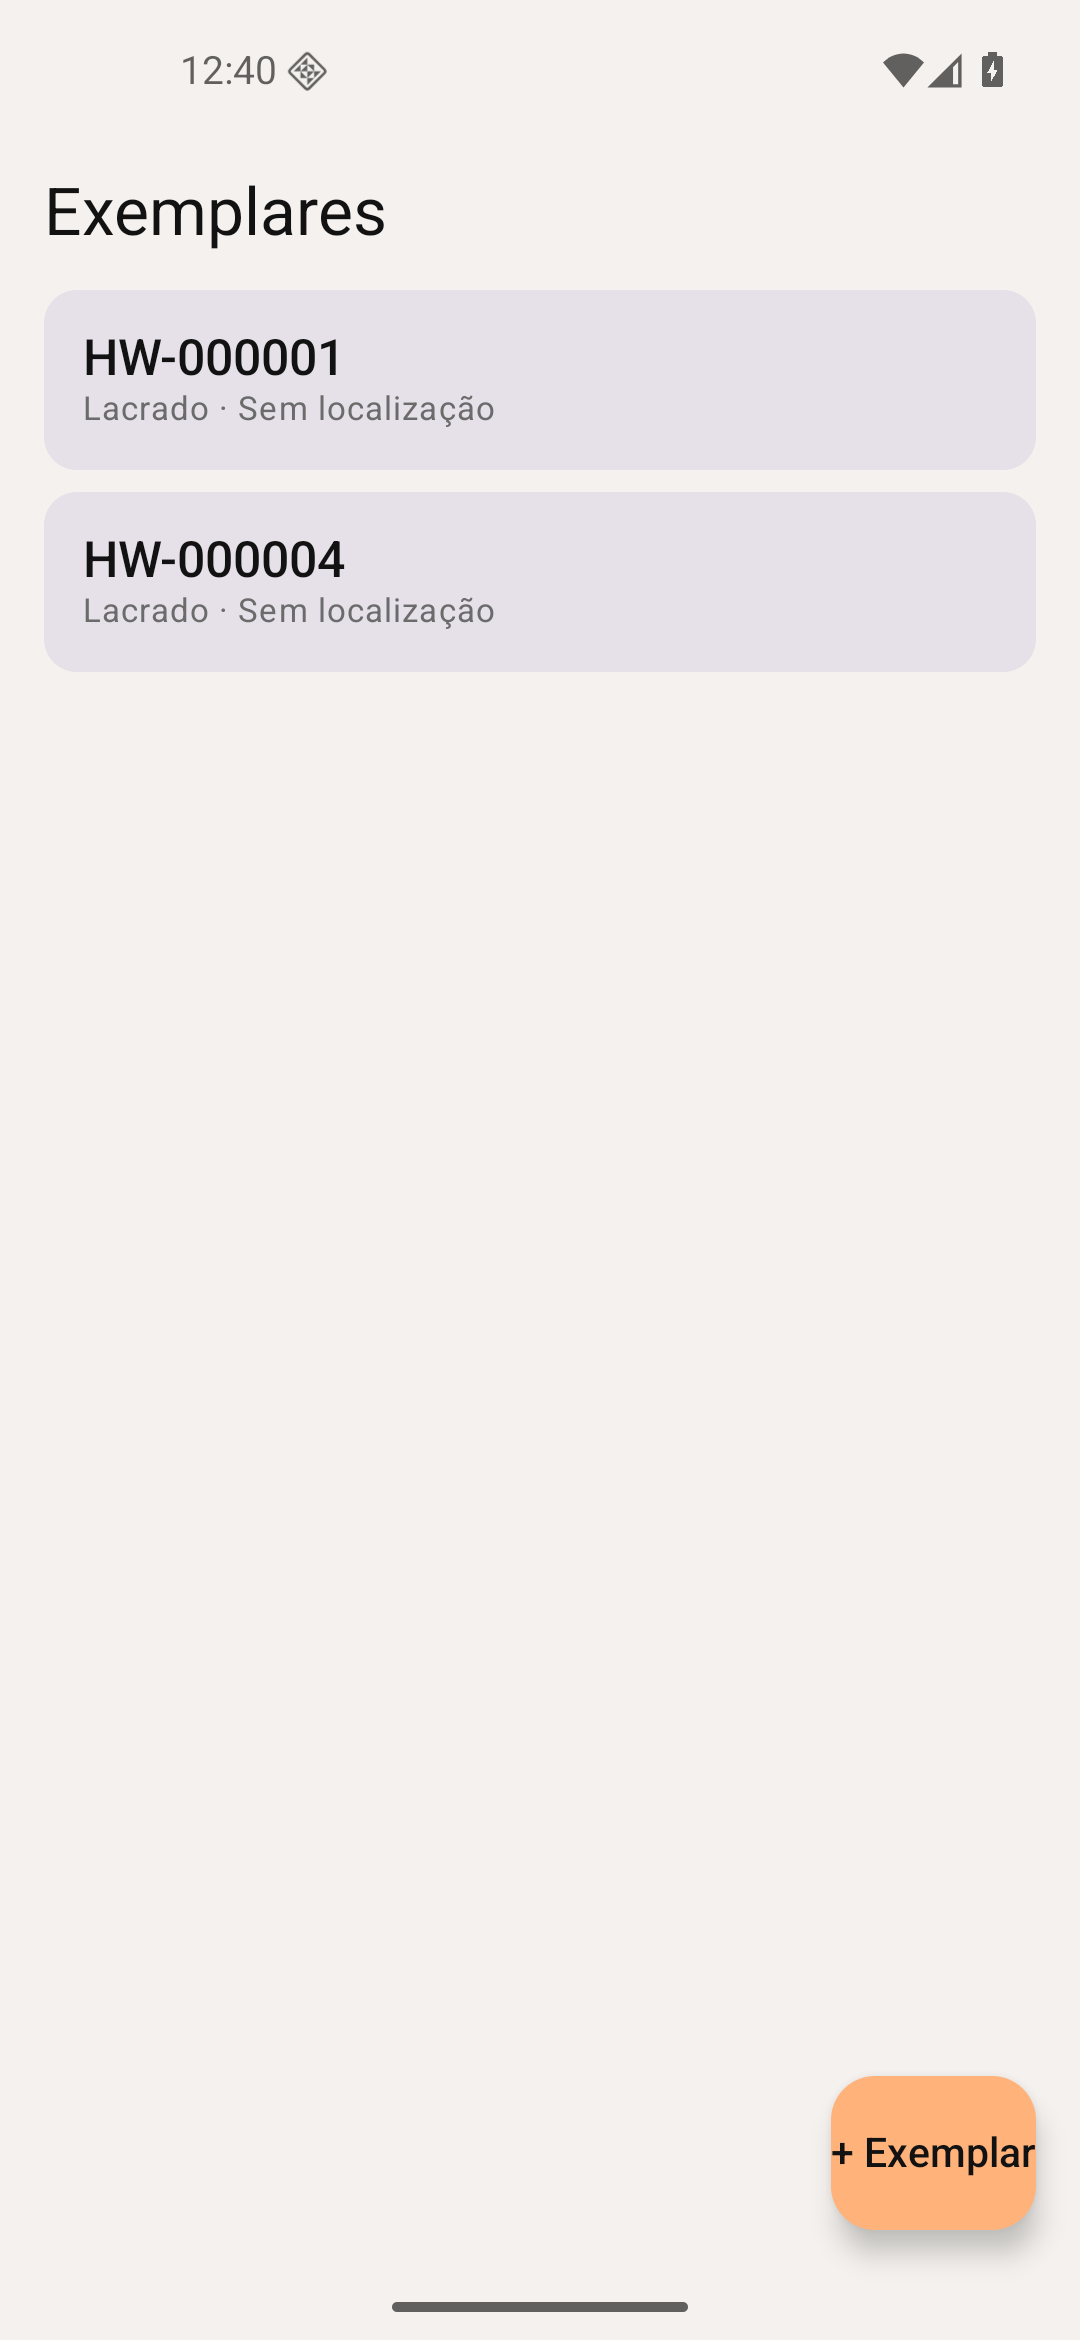 12:40
Exemplares
HW-000001
Lacrado · Sem localização
HW-000004
Lacrado · Sem localização
+ Exemplar